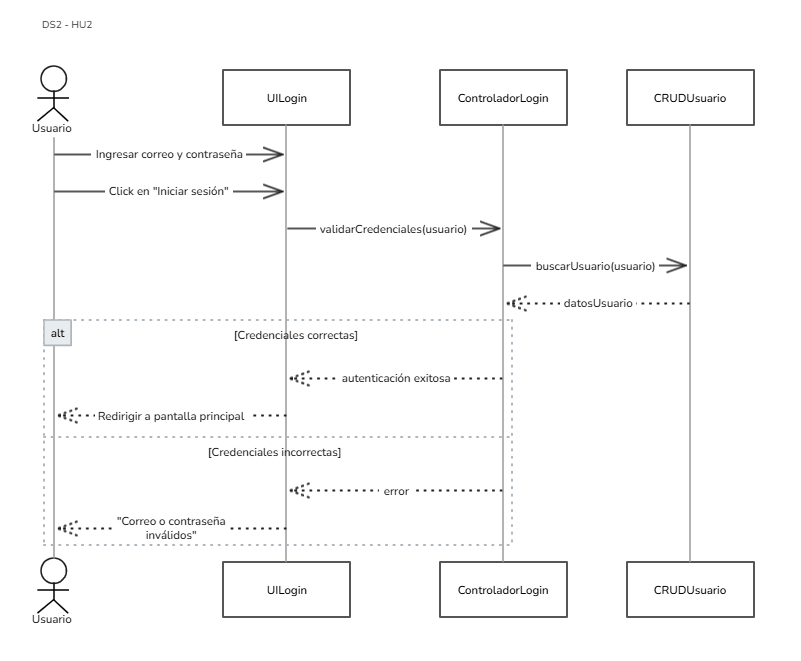 DS2 - HU2
UILogin
ControladorLogin
CRUDUsuario
Usuario
Ingresar correo y contraseña
Click en "Iniciar sesión"
validarCredenciales(usuario)
buscarUsuario(usuario)
datosUsuario
alt
[Credenciales correctas]
autenticación exitosa
Redirigir a pantalla principal
[Credenciales incorrectas]
error
"Correo o contraseña
inválidos"
UILogin
ControladorLogin
CRUDUsuario
Usuario